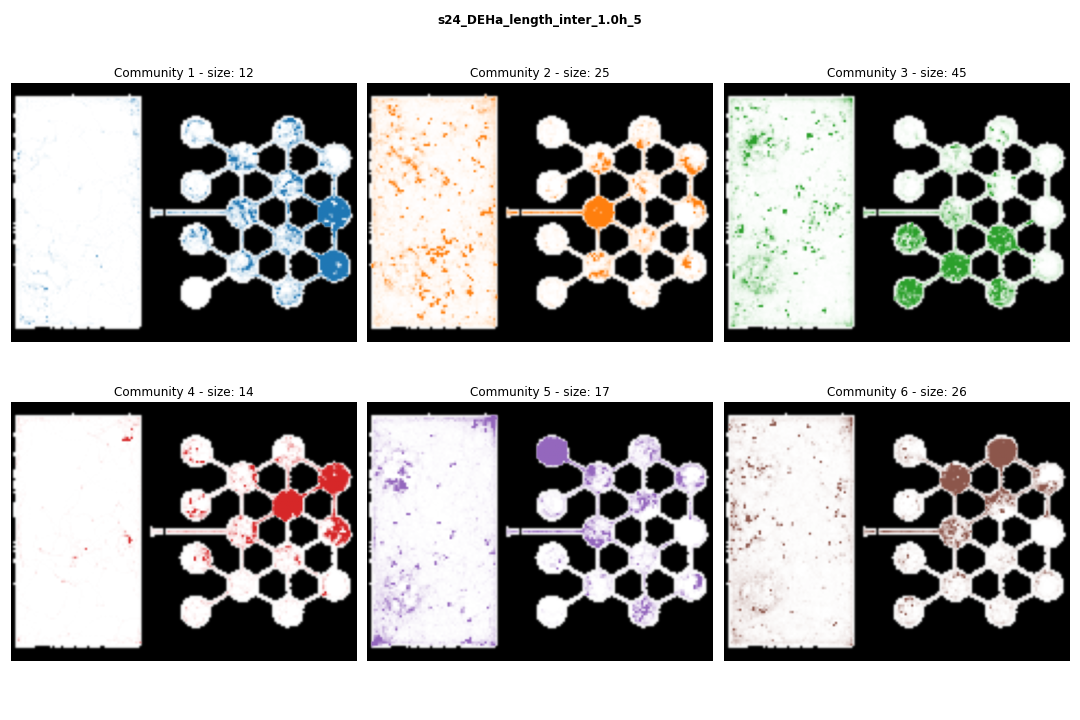 s24_DEHa_length_inter_1.0h_5
Community 1 - size: 12
Community 2 - size: 25
Community 3 - size: 45
Community 4 - size: 14
Community 5 - size: 17
Community 6 - size: 26